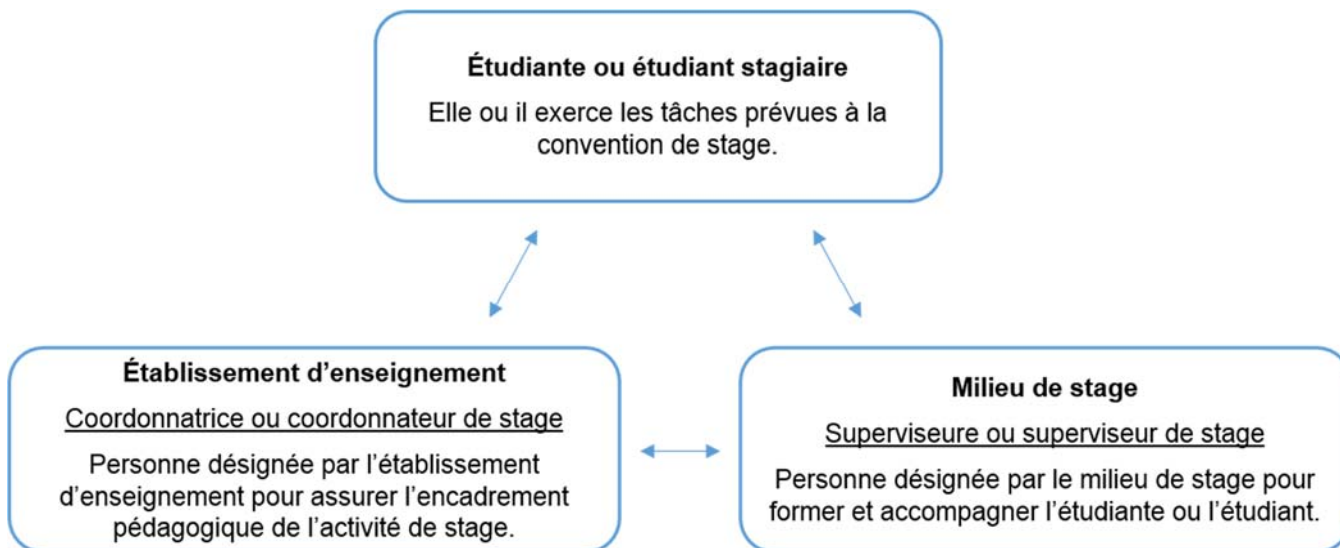 Étudiante ou étudiant stagiaire
Elle ou il exerce les tâches prévues à la
convention de stage.
Établissement d’enseignement
Coordonnatrice ou coordonnateur de stage
Personne désignée par l’établissement
d’enseignement pour assurer l’encadrement
pédagogique de l’activité de stage.
Milieu de stage
Superviseure ou superviseur de stage
Personne désignée par le milieu de stage pour
former et accompagner l’étudiante ou l’étudiant.